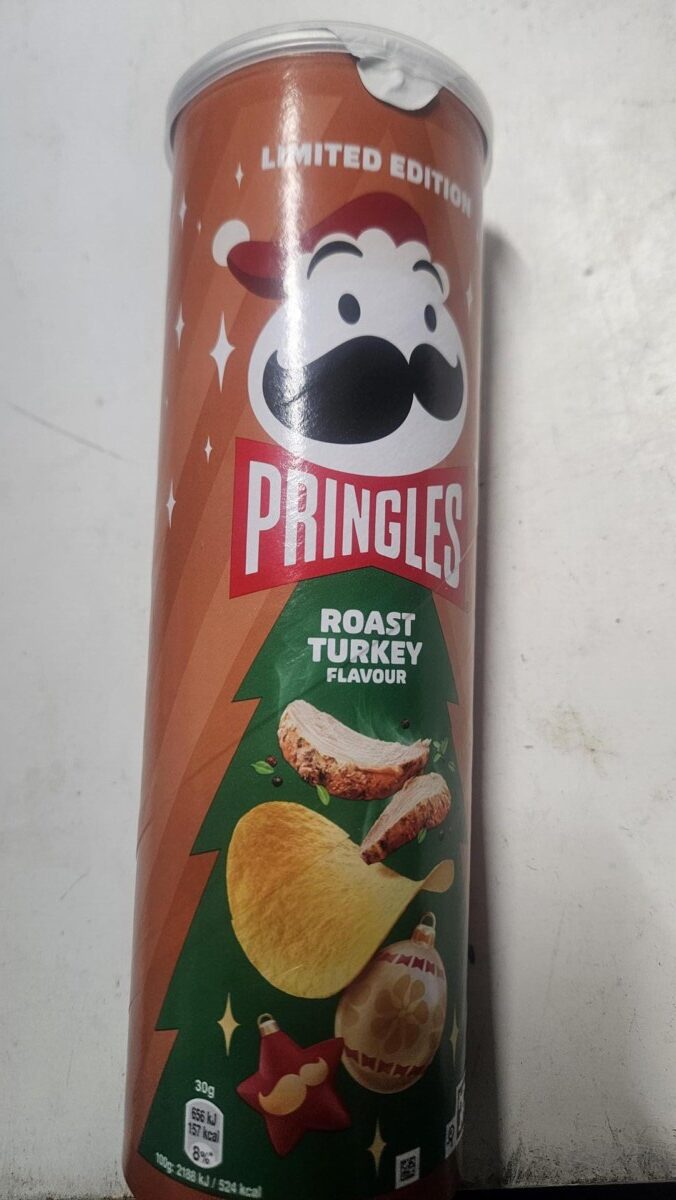 LIMITED EDITION
PRINGLES
ROAST
TURKEY
FLAVOUR
30g
656 kJ
157 kcal
8%*
100g: 2188 kJ / 524 kcal